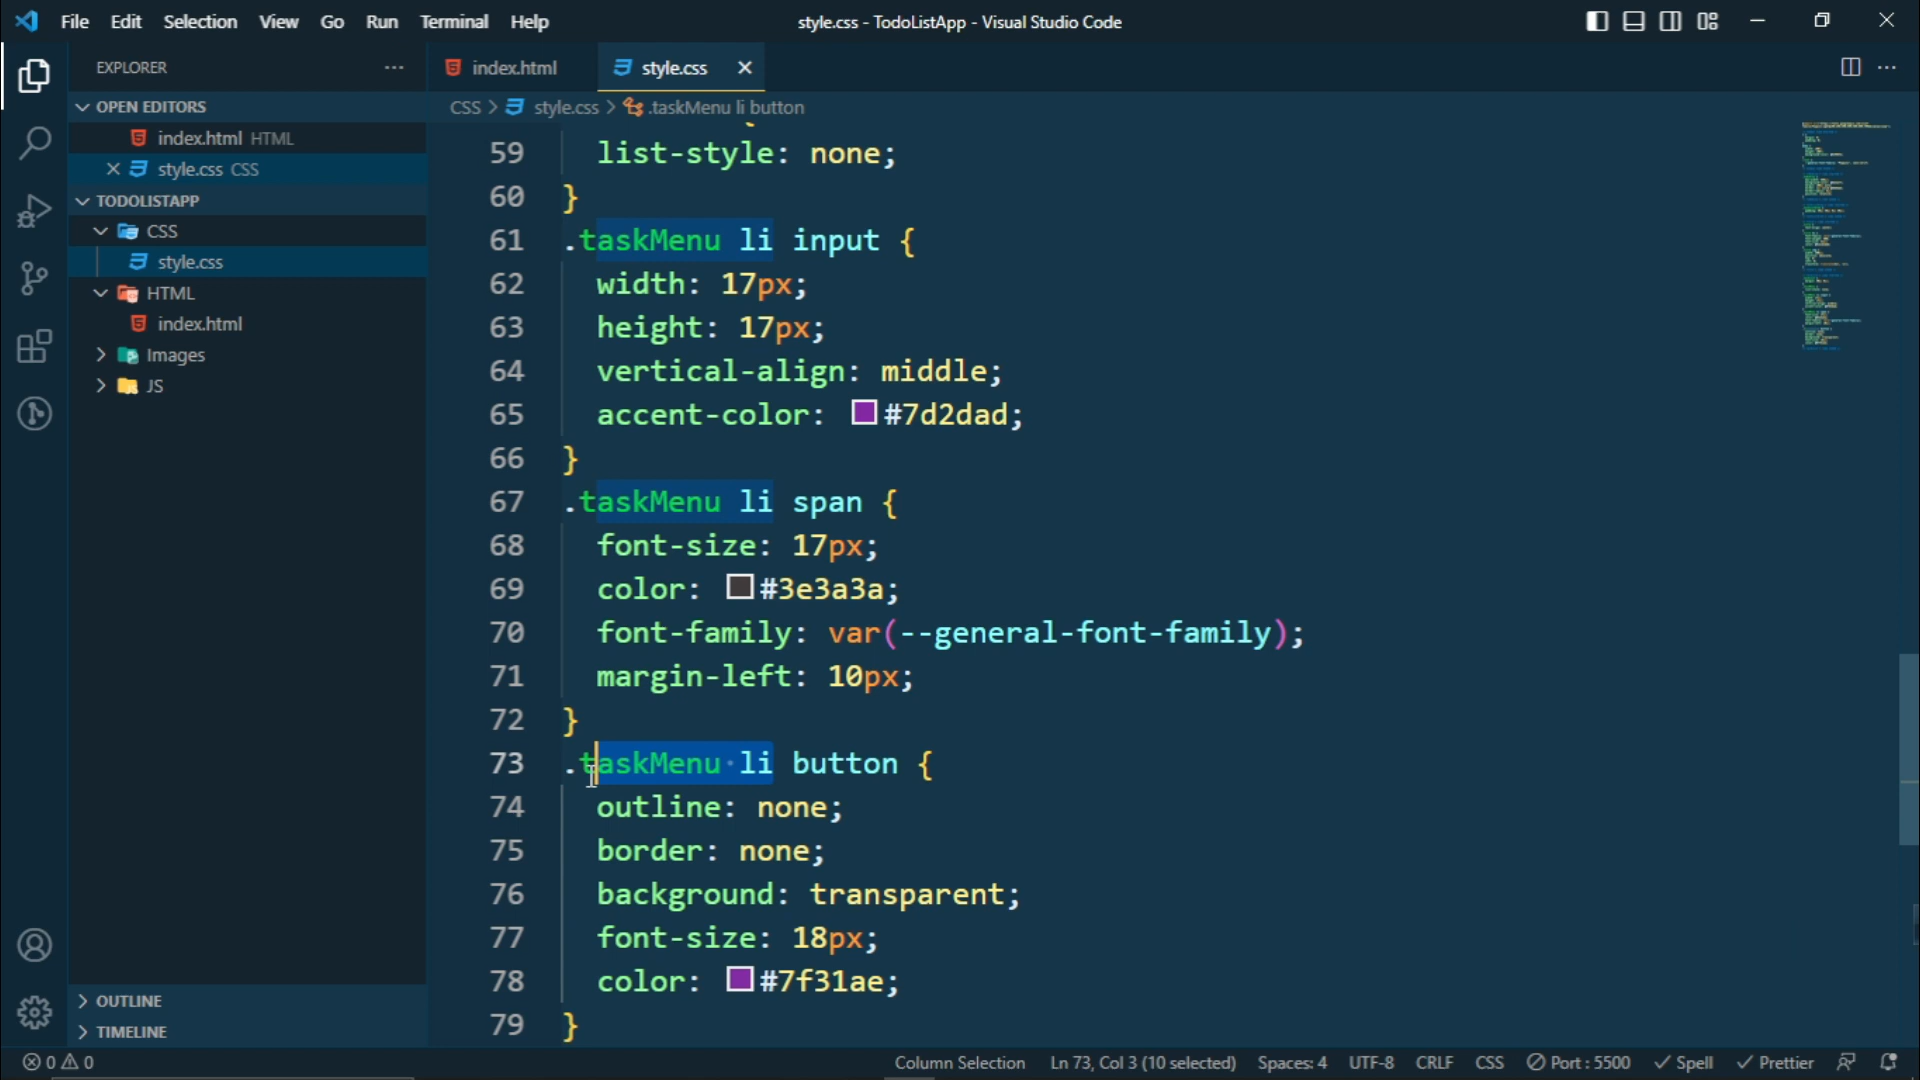 File Edit Selection View Go Run Terminal Help
style.css - TodoListApp - Visual Studio Code
EXPLORER
OPEN EDITORS
index.html HTML
style.css CSS
TODOLISTAPP
CSS
style.css
HTML
index.html
Images
JS
OUTLINE
TIMELINE
index.html
style.css
CSS > style.css > .taskMenu li button
59 list-style: none;
60 }
61 .taskMenu li input {
62 width: 17px;
63 height: 17px;
64 vertical-align: middle;
65 accent-color: #7d2dad;
66 }
67 .taskMenu li span {
68 font-size: 17px;
69 color: #3e3a3a;
70 font-family: var(--general-font-family);
71 margin-left: 10px;
72 }
73 .taskMenu·li button {
74 outline: none;
75 border: none;
76 background: transparent;
77 font-size: 18px;
78 color: #7f31ae;
79 }
0 0
Column Selection
Ln 73, Col 3 (10 selected)
Spaces: 4
UTF-8
CRLF
CSS
Port : 5500
Spell
Prettier